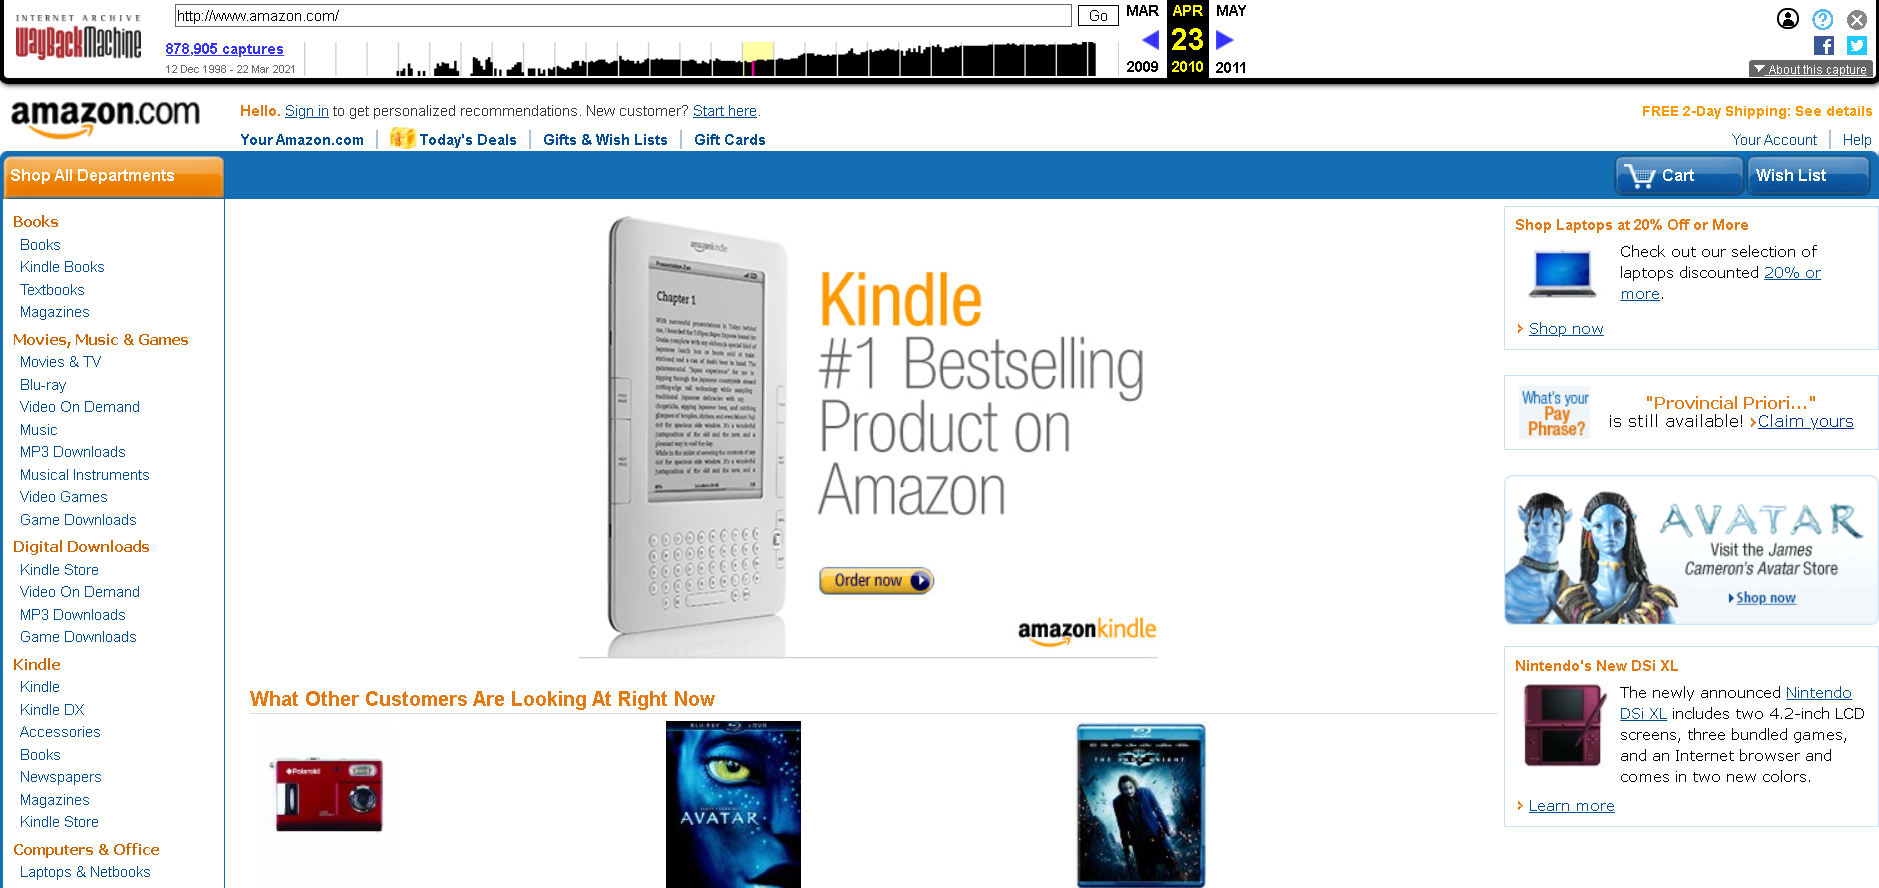 INTERNET ARCHIVE
WayBackMachine
http://www.amazon.com/
Go
878,905 captures
12 Dec 1998 - 22 Mar 2021
MAR
APR
MAY
23
2009
2010
2011
About this capture
amazon.com
Hello. Sign in to get personalized recommendations. New customer? Start here.
FREE 2-Day Shipping: See details
Your Amazon.com
Today's Deals
Gifts & Wish Lists
Gift Cards
Your Account
Help
Shop All Departments
Cart
Wish List
Books
Books
Kindle Books
Textbooks
Magazines
Movies, Music & Games
Movies & TV
Blu-ray
Video On Demand
Music
MP3 Downloads
Musical Instruments
Video Games
Game Downloads
Digital Downloads
Kindle Store
Video On Demand
MP3 Downloads
Game Downloads
Kindle
Kindle
Kindle DX
Accessories
Books
Newspapers
Magazines
Kindle Store
Computers & Office
Laptops & Netbooks
amazonkindle
Chapter 1
Kindle
#1 Bestselling
Product on
Amazon
Order now
amazonkindle
What Other Customers Are Looking At Right Now
Polaroid
AVATAR
THE DARK KNIGHT
Shop Laptops at 20% Off or More
Check out our selection of
laptops discounted 20% or
more.
Shop now
What's your
Pay
Phrase?
"Provincial Priori..."
is still available! Claim yours
AVATAR
Visit the James
Cameron's Avatar Store
Shop now
Nintendo's New DSi XL
The newly announced Nintendo
DSi XL includes two 4.2-inch LCD
screens, three bundled games,
and an Internet browser and
comes in two new colors.
Learn more